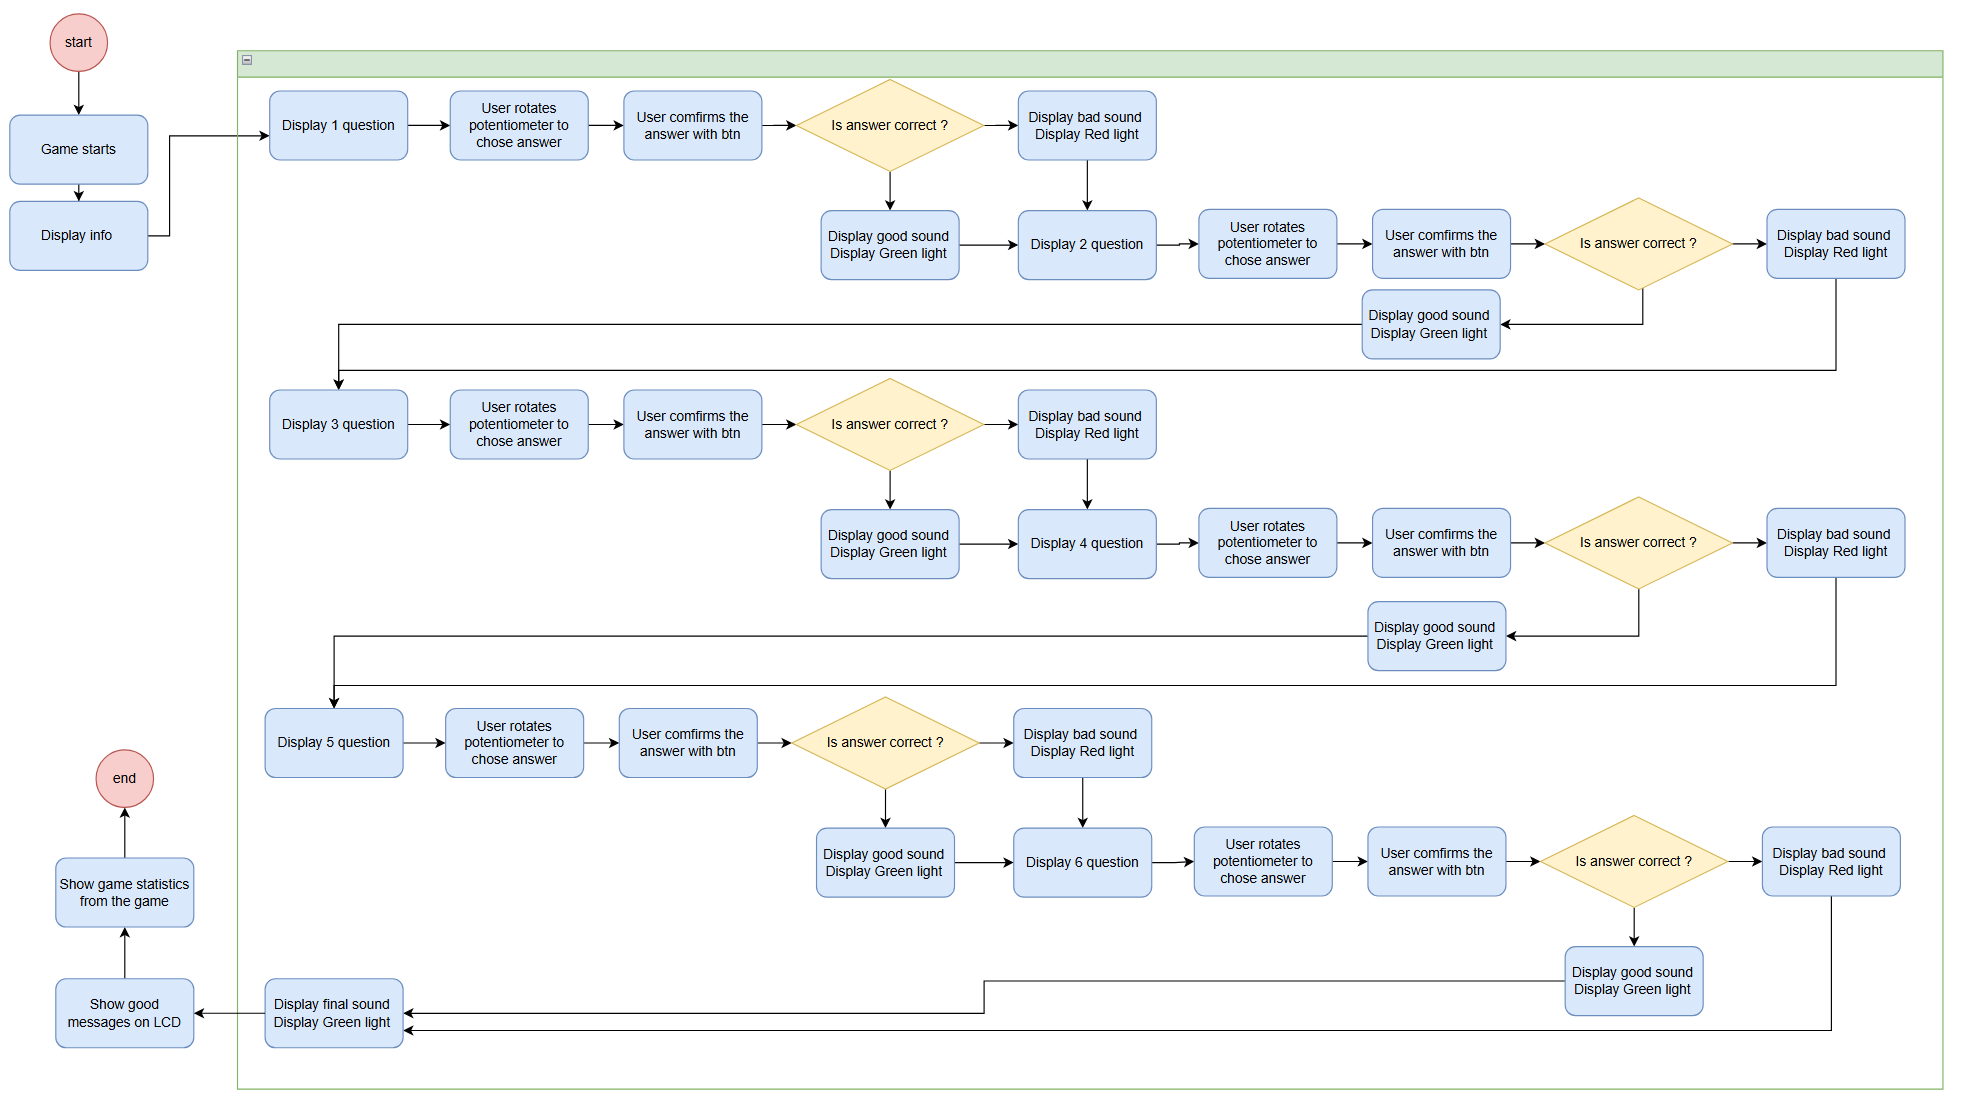 start
Game starts
Display info
Display 1 question
User rotates
potentiometer to
chose answer
User comfirms the
answer with btn
Is answer correct ?
Display bad sound
Display Red light
Display good sound
Display Green light
Display 2 question
User rotates
potentiometer to
chose answer
User comfirms the
answer with btn
Is answer correct ?
Display bad sound
Display Red light
Display good sound
Display Green light
Display 3 question
User rotates
potentiometer to
chose answer
User comfirms the
answer with btn
Is answer correct ?
Display bad sound
Display Red light
Display good sound
Display Green light
Display 4 question
User rotates
potentiometer to
chose answer
User comfirms the
answer with btn
Is answer correct ?
Display bad sound
Display Red light
Display good sound
Display Green light
Display 5 question
User rotates
potentiometer to
chose answer
User comfirms the
answer with btn
Is answer correct ?
Display bad sound
Display Red light
Display good sound
Display Green light
Display 6 question
User rotates
potentiometer to
chose answer
User comfirms the
answer with btn
Is answer correct ?
Display bad sound
Display Red light
Display good sound
Display Green light
Display final sound
Display Green light
Show good
messages on LCD
Show game statistics
from the game
end